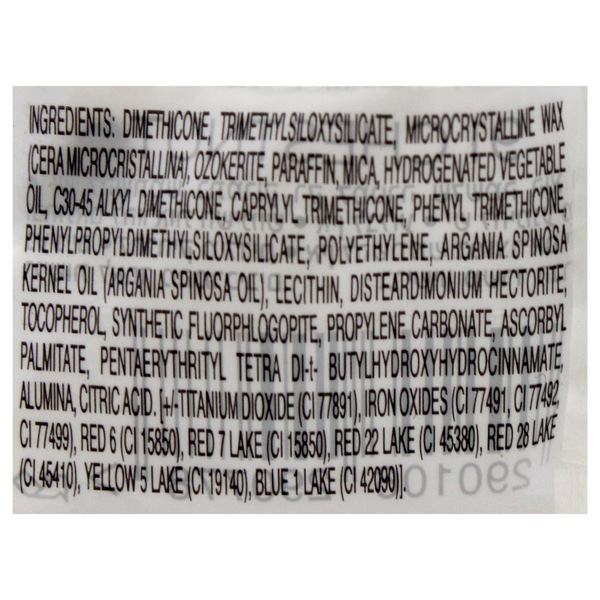 INGREDIENTS: DIMETHICONE, TRIMETHYLSILOXYSILICATE, MICROCRYSTALLINE WAX
(CERA MICROCRISTALLINA), OZOKERITE, PARAFFIN, MICA, HYDROGENATED VEGETABLE
OIL, C30-45 ALKYL DIMETHICONE, CAPRYLYL TRIMETHICONE, PHENYL TRIMETHICONE,
PHENYLPROPYLDIMETHYLSILOXYSILICATE, POLYETHYLENE, ARGANIA SPINOSA
KERNEL OIL (ARGANIA SPINOSA OIL), LECITHIN, DISTEARDIMONIUM HECTORITE,
TOCOPHEROL, SYNTHETIC FLUORPHLOGOPITE, PROPYLENE CARBONATE, ASCORBYL
PALMITATE, PENTAERYTHRITYL TETRA DI-t- BUTYLHYDROXYHYDROCINNAMATE,
ALUMINA, CITRIC ACID. [+/-TITANIUM DIOXIDE (CI 77891), IRON OXIDES (CI 77491, CI 77492,
CI 77499), RED 6 (CI 15850), RED 7 LAKE (CI 15850), RED 22 LAKE (CI 45380), RED 28 LAKE
(CI 45410), YELLOW 5 LAKE (CI 19140), BLUE 1 LAKE (CI 42090)].